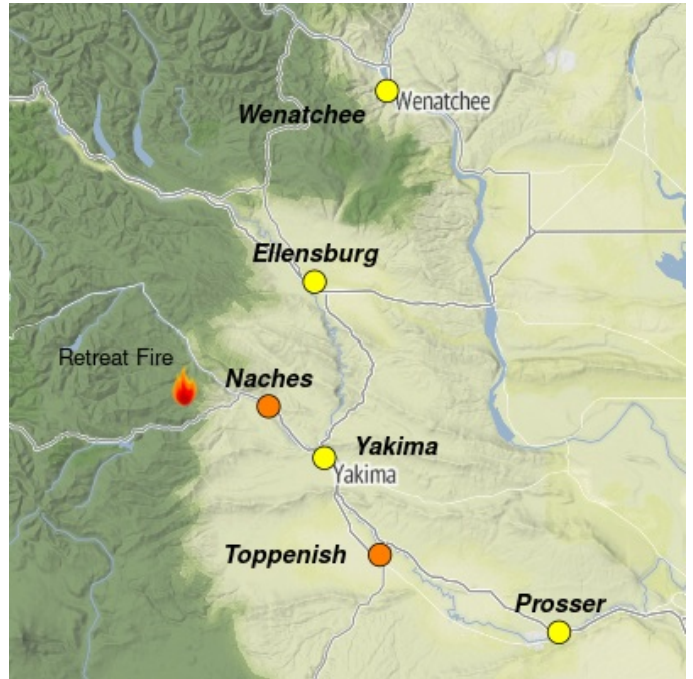 Wenatchee
Wenatchee
Ellensburg
Retreat Fire
Naches
Yakima
Yakima
Toppenish
Prosser